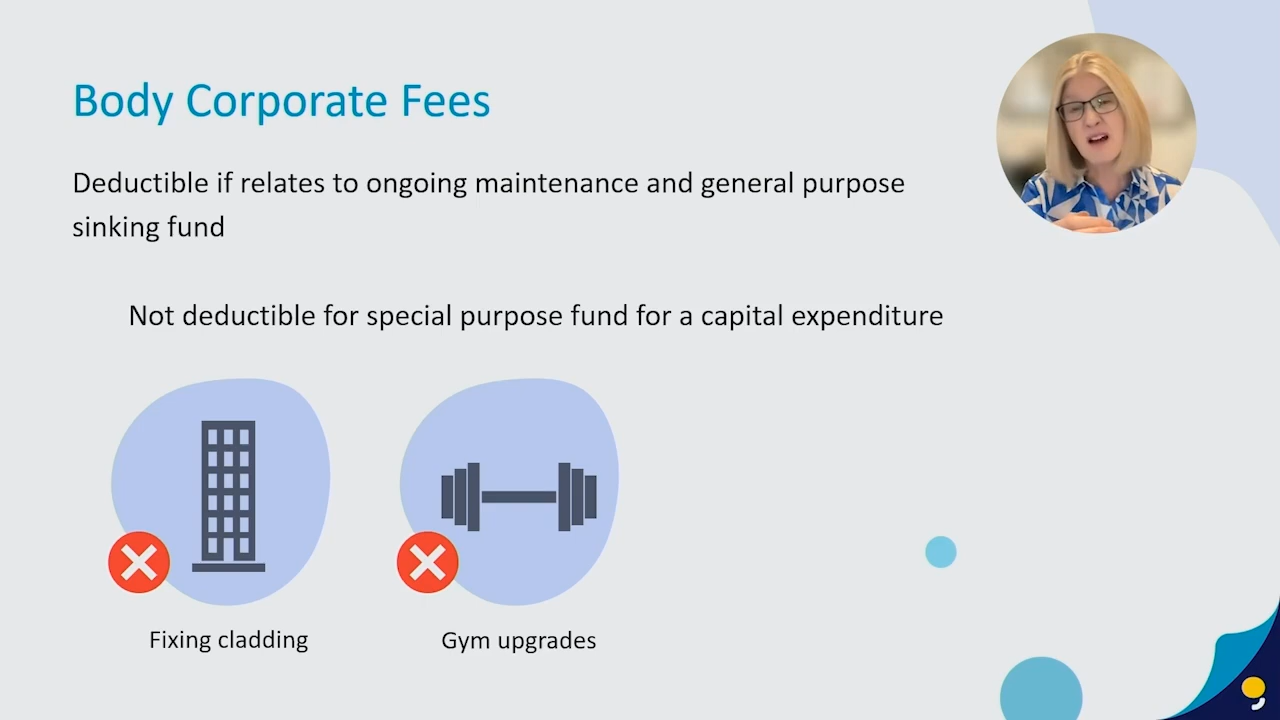 Body Corporate Fees
Deductible if relates to ongoing maintenance and general purpose
sinking fund
Not deductible for special purpose fund for a capital expenditure
Fixing cladding
Gym upgrades